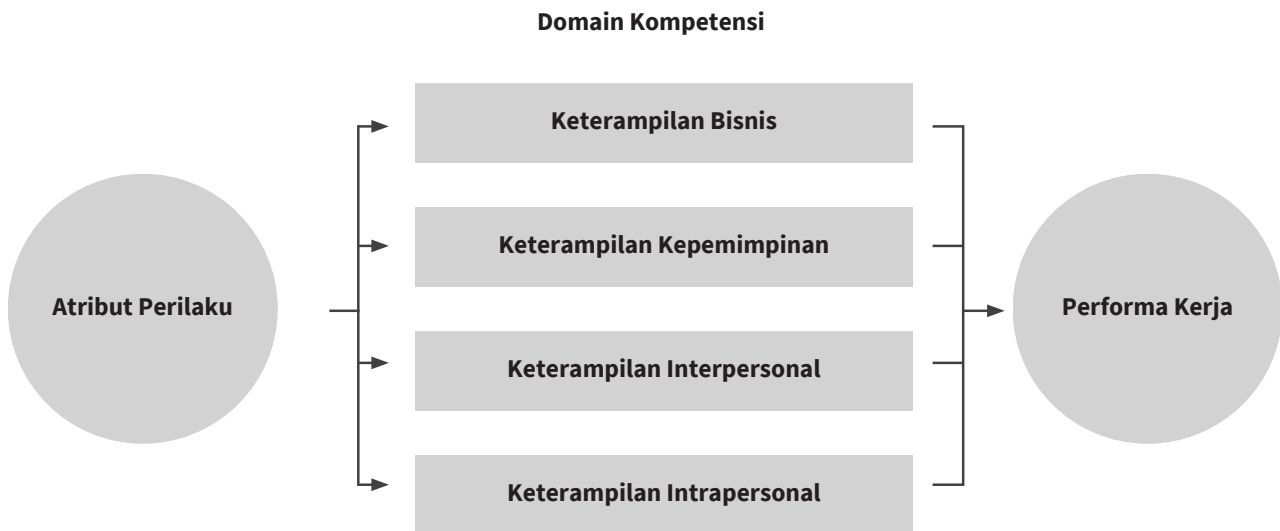 Domain Kompetensi
Keterampilan Bisnis
Keterampilan Kepemimpinan
Atribut Perilaku
Performa Kerja
Keterampilan Interpersonal
Keterampilan Intrapersonal